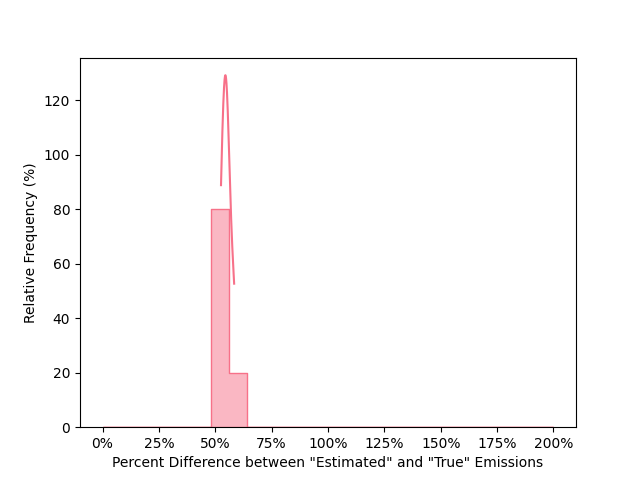 120
100
80
60
40
20
0
Relative Frequency (%)
0% 25% 50% 75% 100% 125% 150% 175% 200%
Percent Difference between "Estimated" and "True" Emissions